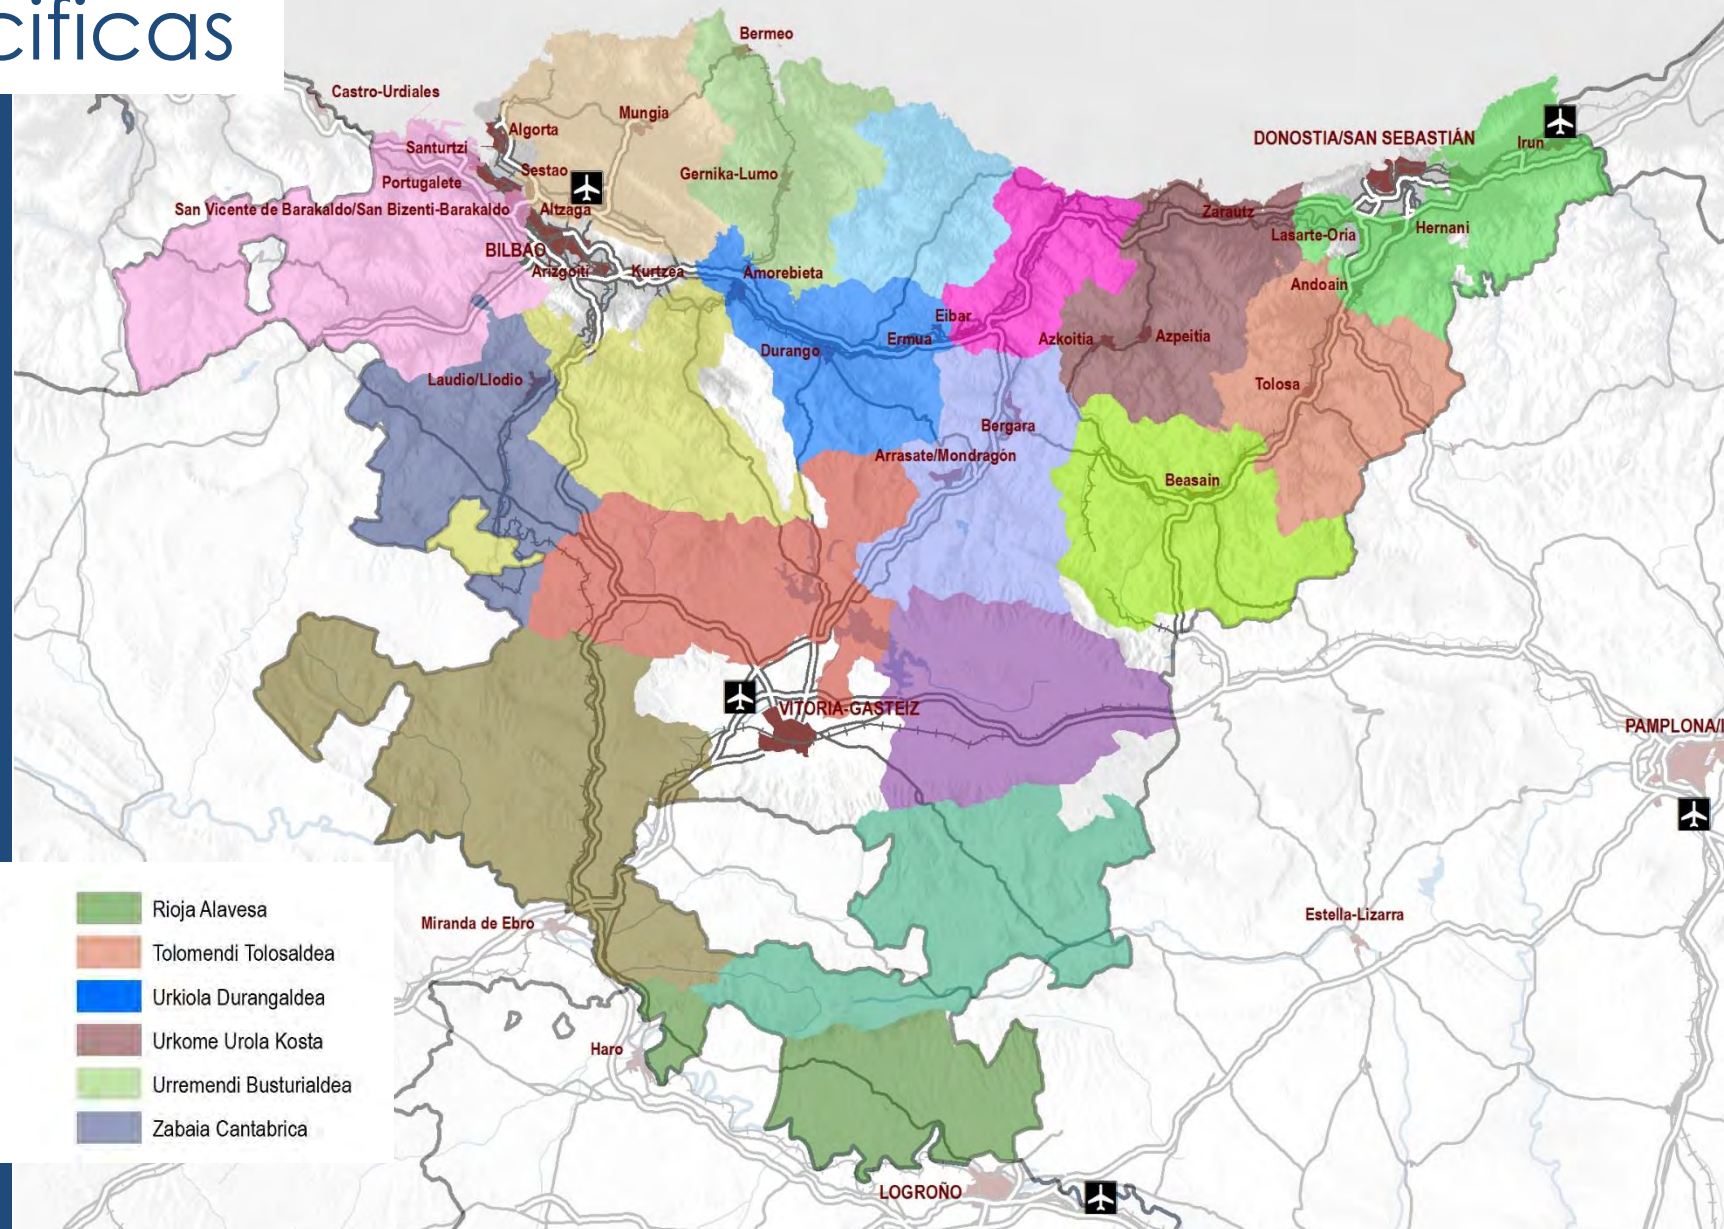 cificas
Bermeo
Castro-Urdiales
Mungia
Algorta
Santurtzi
DONOSTIA/SAN SEBASTIÁN
Irun
Sestao
Gernika-Lumo
Portugalete
San Vicente de Barakaldo/San Bizenti-Barakaldo
Altzaga
Zarautz
Hernani
Lasarte-Oria
BILBAO
Arizgoiti
Kurtzea
Amorebieta
Andoain
Eibar
Ermua
Azkoitia
Azpeitia
Durango
Laudio/Llodio
Tolosa
Bergara
Arrasate/Mondragón
Beasain
VITORIA-GASTEIZ
PAMPLONA/I
Miranda de Ebro
Estella-Lizarra
Haro
LOGROÑO
Rioja Alavesa
Tolomendi Tolosaldea
Urkiola Durangaldea
Urkome Urola Kosta
Urremendi Busturialdea
Zabaia Cantabrica